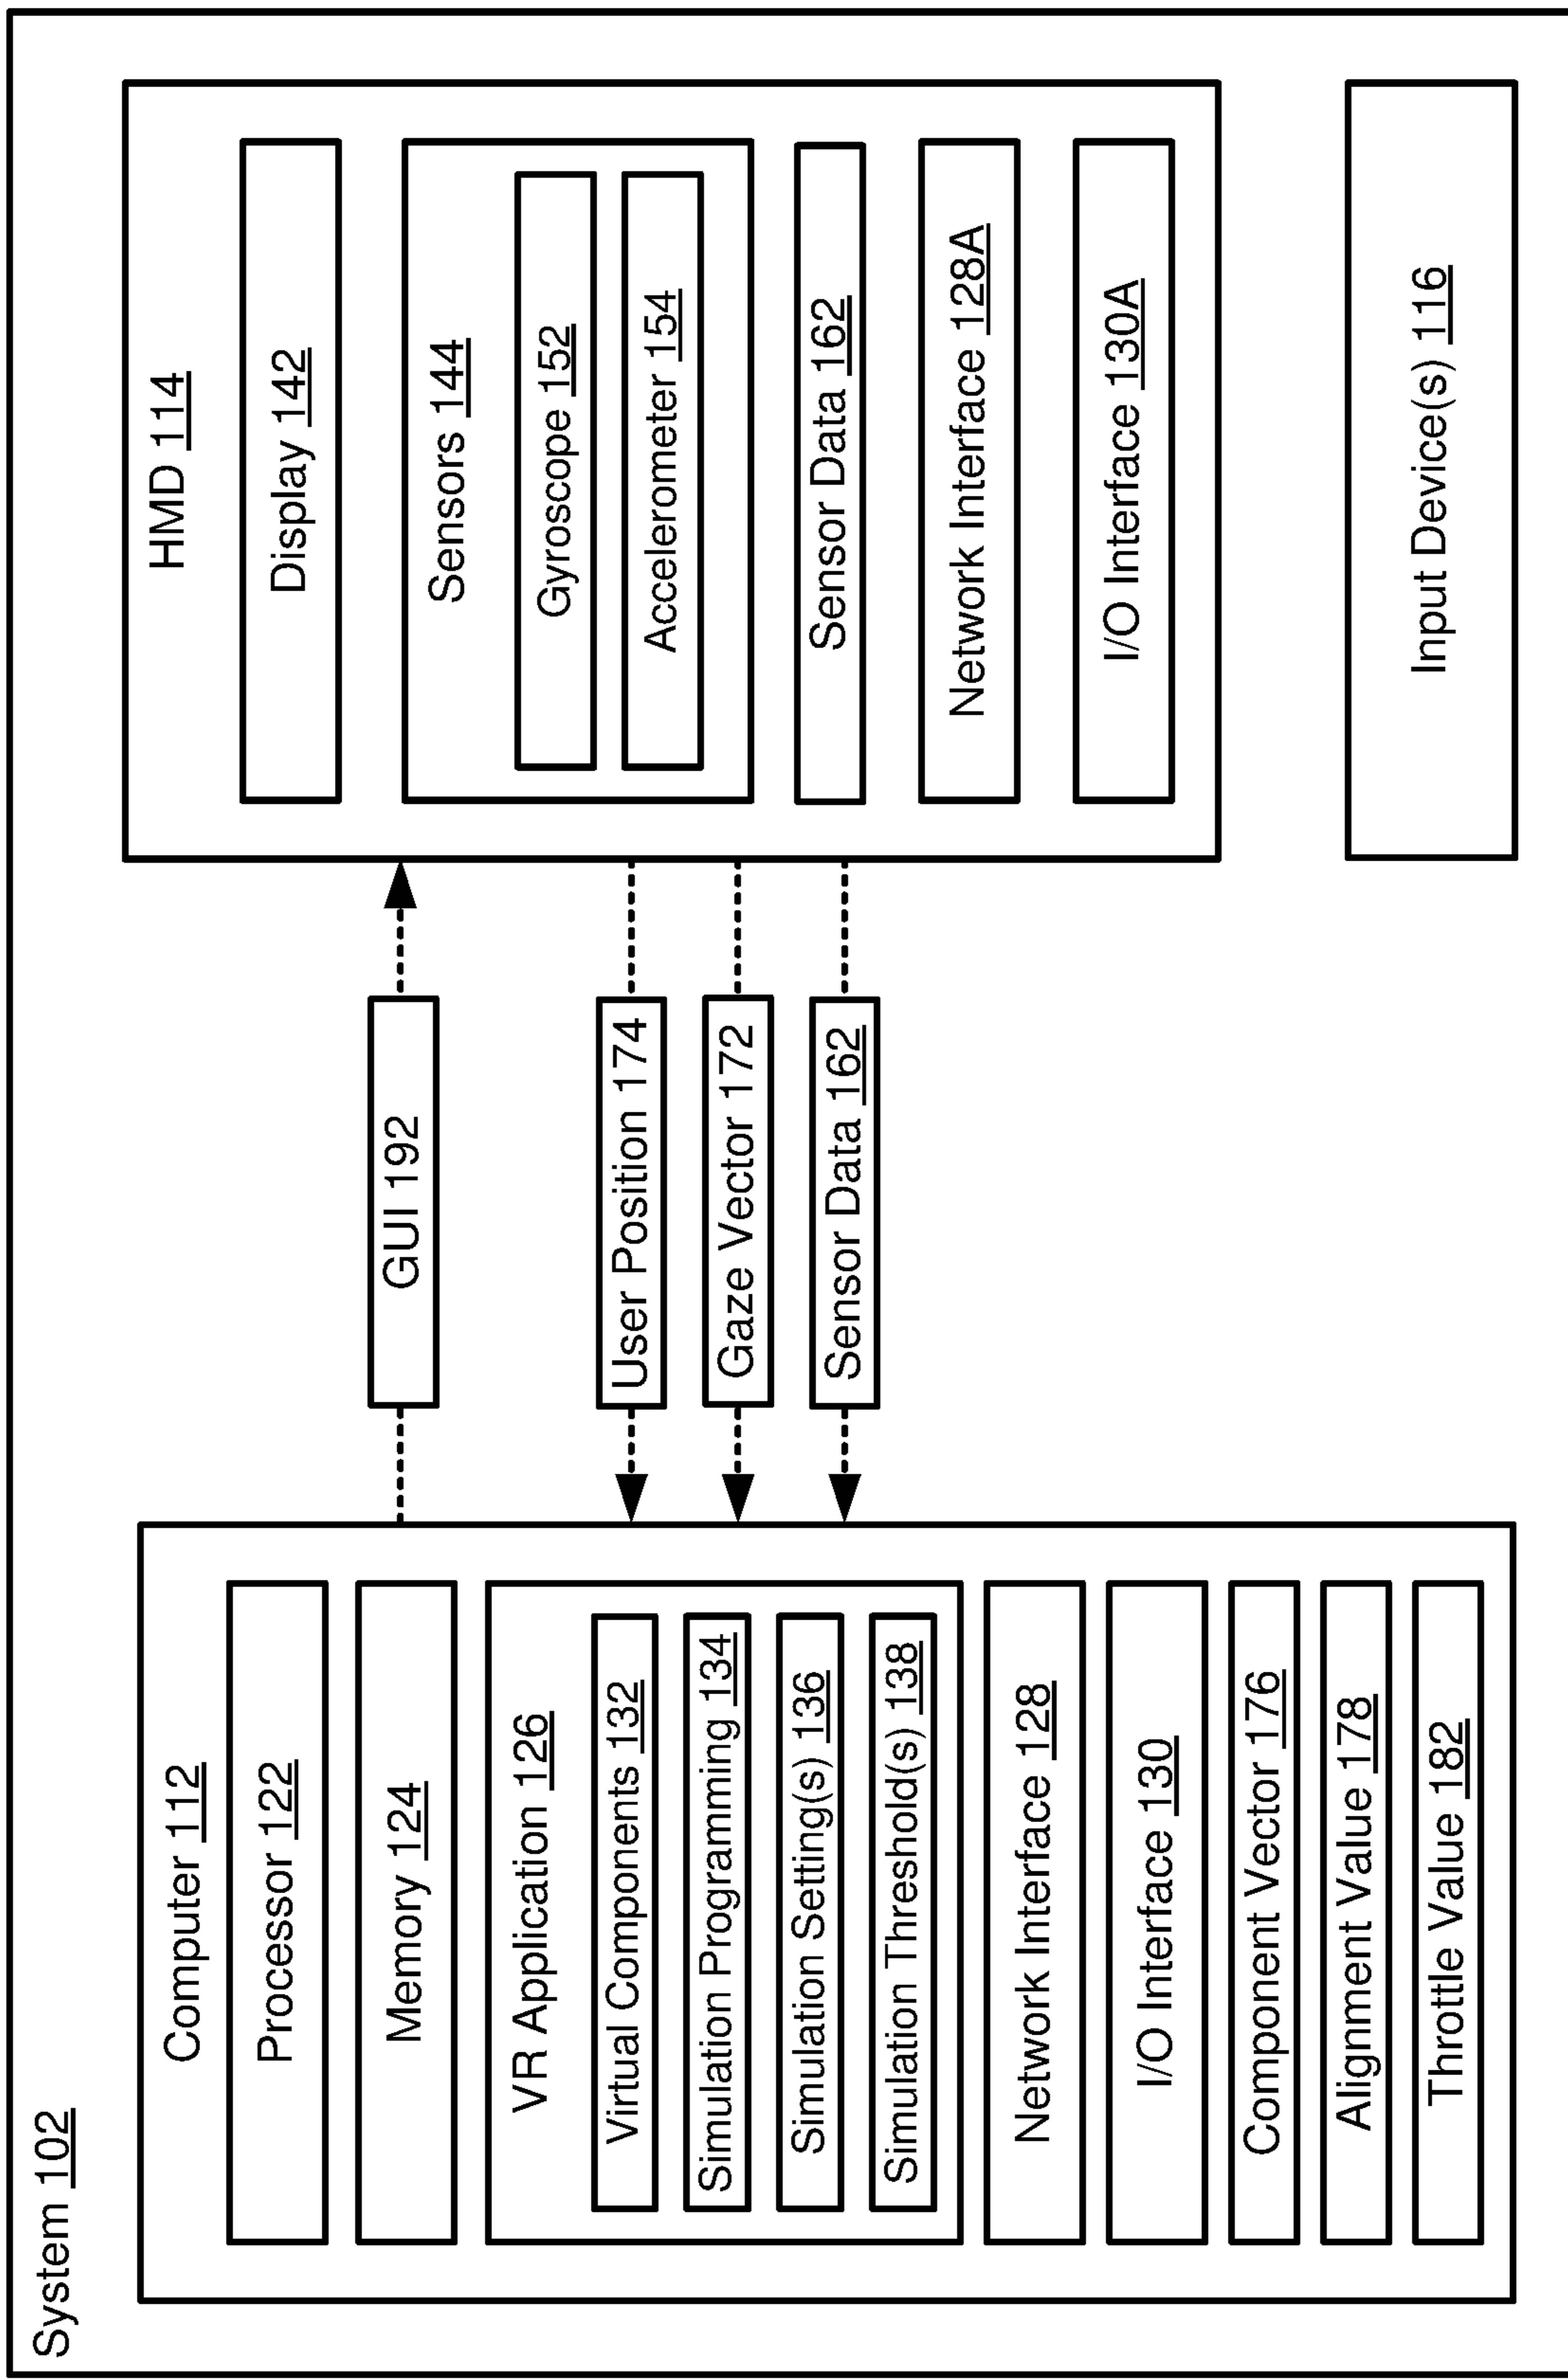 System 102
Computer 112
Processor 122
Memory 124
VR Application 126
Virtual Components 132
Simulation Programming 134
Simulation Setting(s) 136
Simulation Threshold(s) 138
Network Interface 128
I/O Interface 130
Component Vector 176
Alignment Value 178
Throttle Value 182
GUI 192
User Position 174
Gaze Vector 172
Sensor Data 162
HMD 114
Display 142
Sensors 144
Gyroscope 152
Accelerometer 154
Sensor Data 162
Network Interface 128A
I/O Interface 130A
Input Device(s) 116